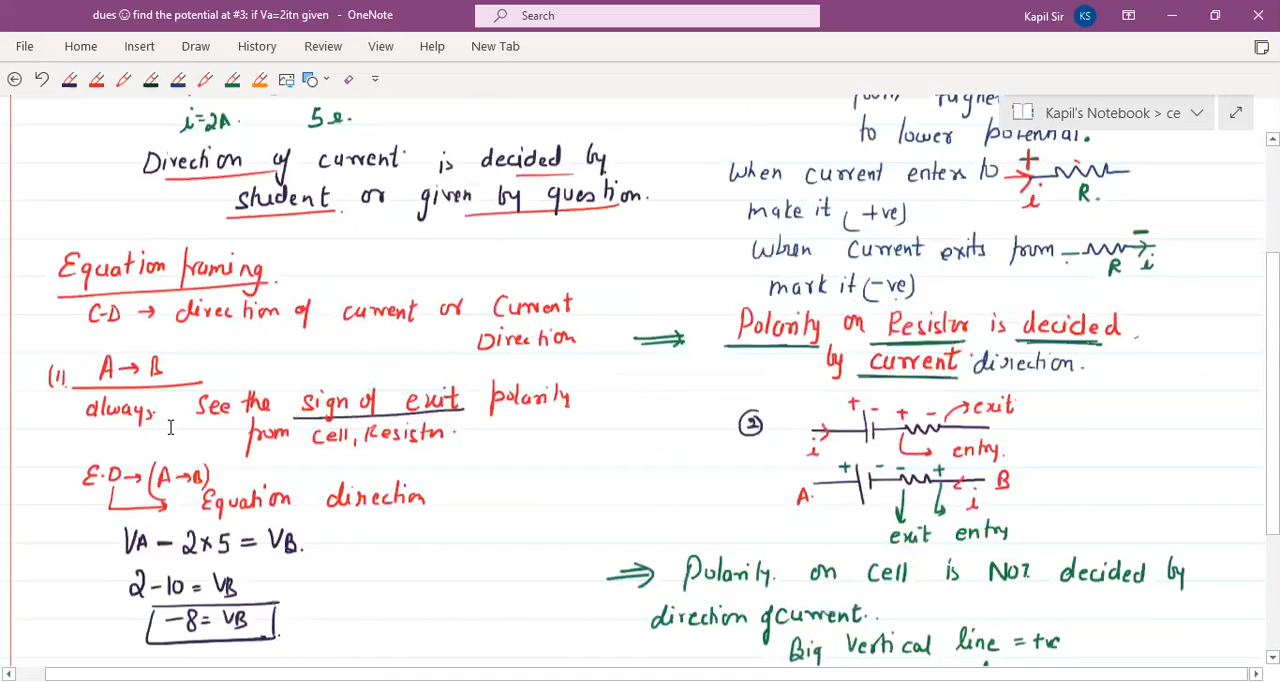 dues ☺ find the potential at #3: if Va=2itn given - OneNote
Search
Kapil Sir
KS
File Home Insert Draw History Review View Help New Tab
Kapil's Notebook > ce
i=2A.
Direction of current is decided by
student or given by question.
Equation framing.
C-D → direction of current or Current
Direction
(1) A → B
always. See the sign of exit polarity
from Cell, Resistor.
E.D → (A→B)
Equation direction
VA - 2×5 = VB.
2 - 10 = VB
-8 = VB
to lower potential.
When current enters to + i R.
make it (+ve)
When current exits from - R i
mark it (-ve)
⇒ Polarity on Resistor is decided
by current direction.
② + - + - → exit
i entry.
+ - - +
A. B
i
exit entry
⇒ Polarity on cell is NOT decided by
direction of current..
Big Vertical line = +ve